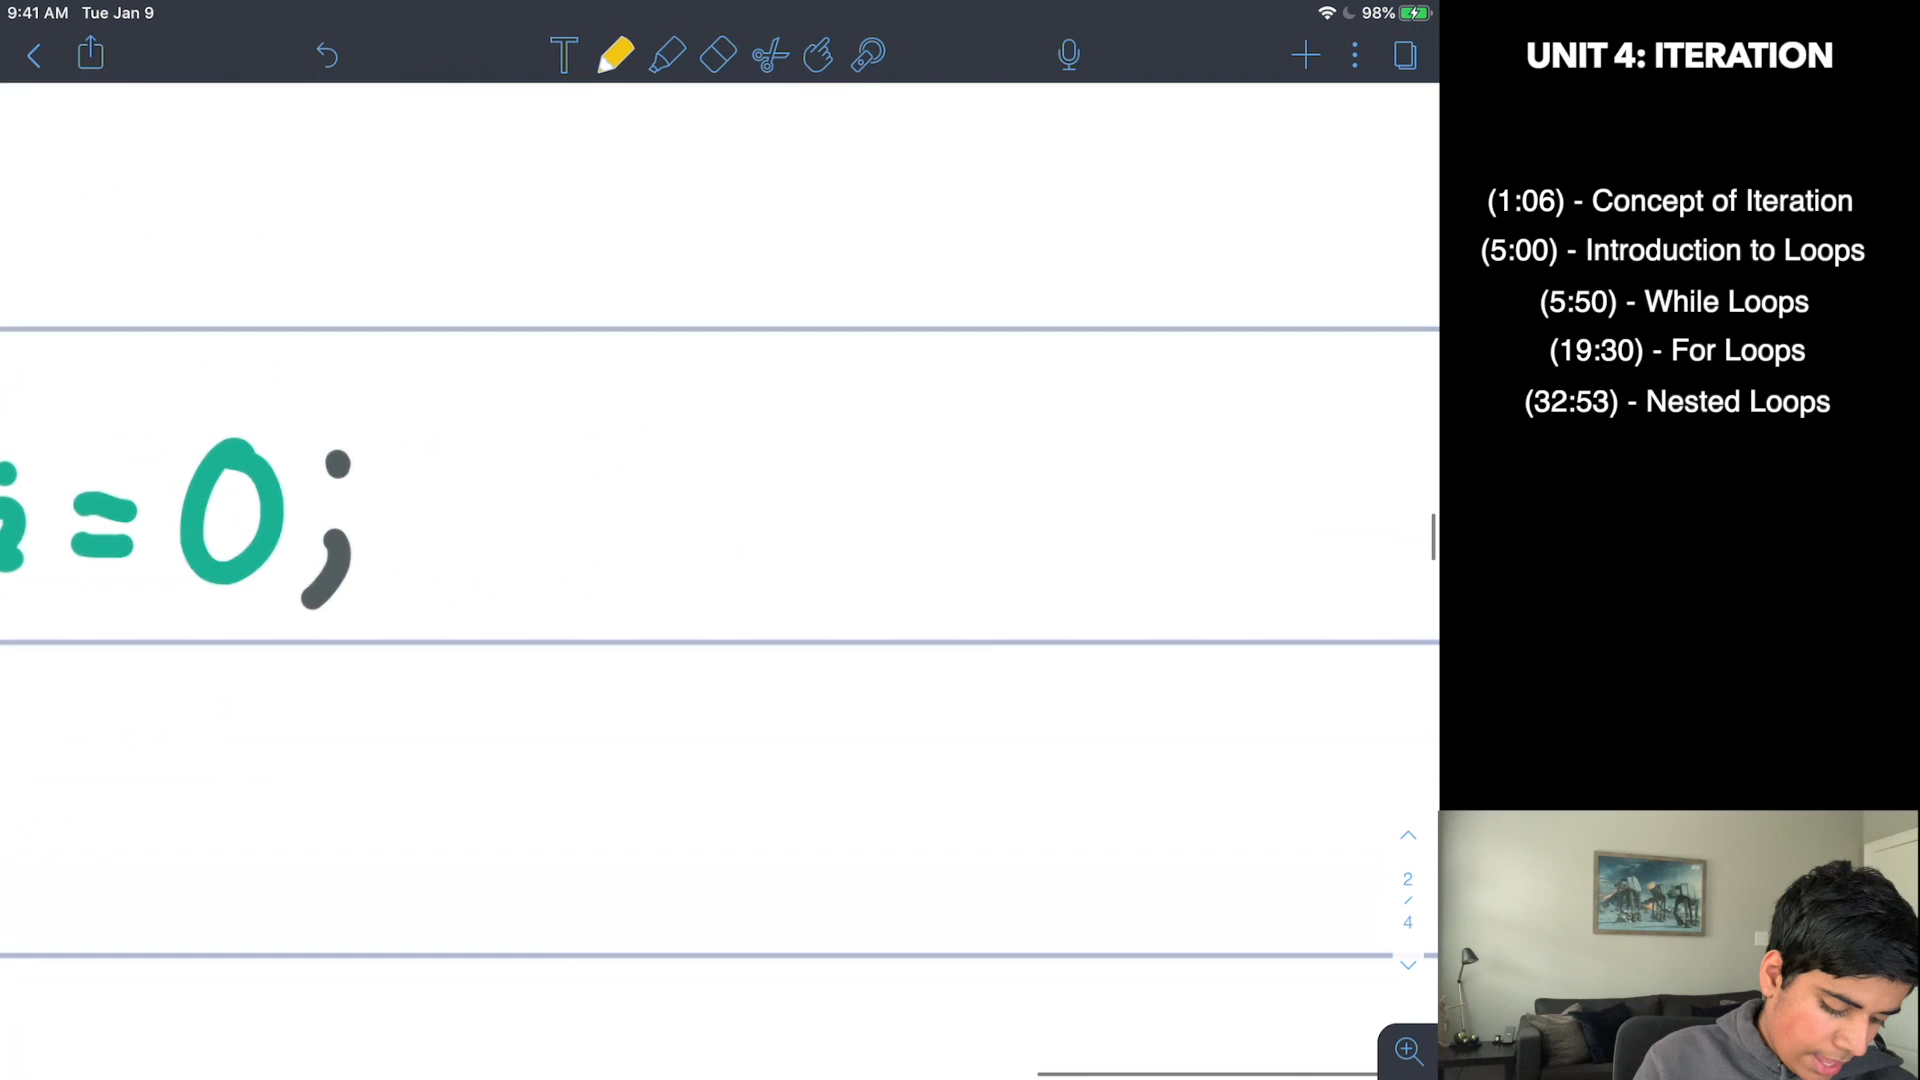 9:41 AM Tue Jan 9
98%
UNIT 4: ITERATION
(1:06) - Concept of Iteration
(5:00) - Introduction to Loops
(5:50) - While Loops
(19:30) - For Loops
(32:53) - Nested Loops
i = 0;
2
/
4